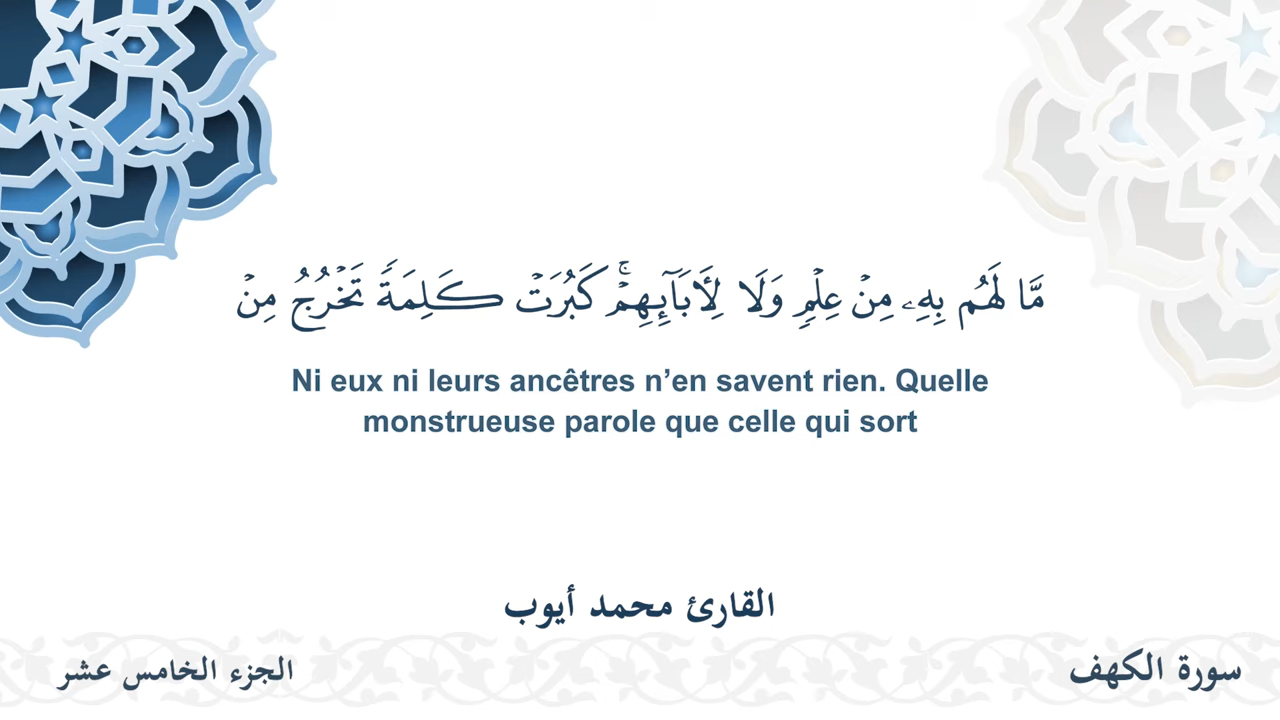 مَّا لَهُم بِهِۦ مِنۡ عِلۡمٖ وَلَا لِأٓبَآئِهِمۡۚ كَبُرَتۡ كَلِمَةٗ تَخۡرُجُ مِنۡ
Ni eux ni leurs ancêtres n’en savent rien. Quelle
monstrueuse parole que celle qui sort
القارئ محمد أيوب
سورة الكهف
الجزء الخامس عشر